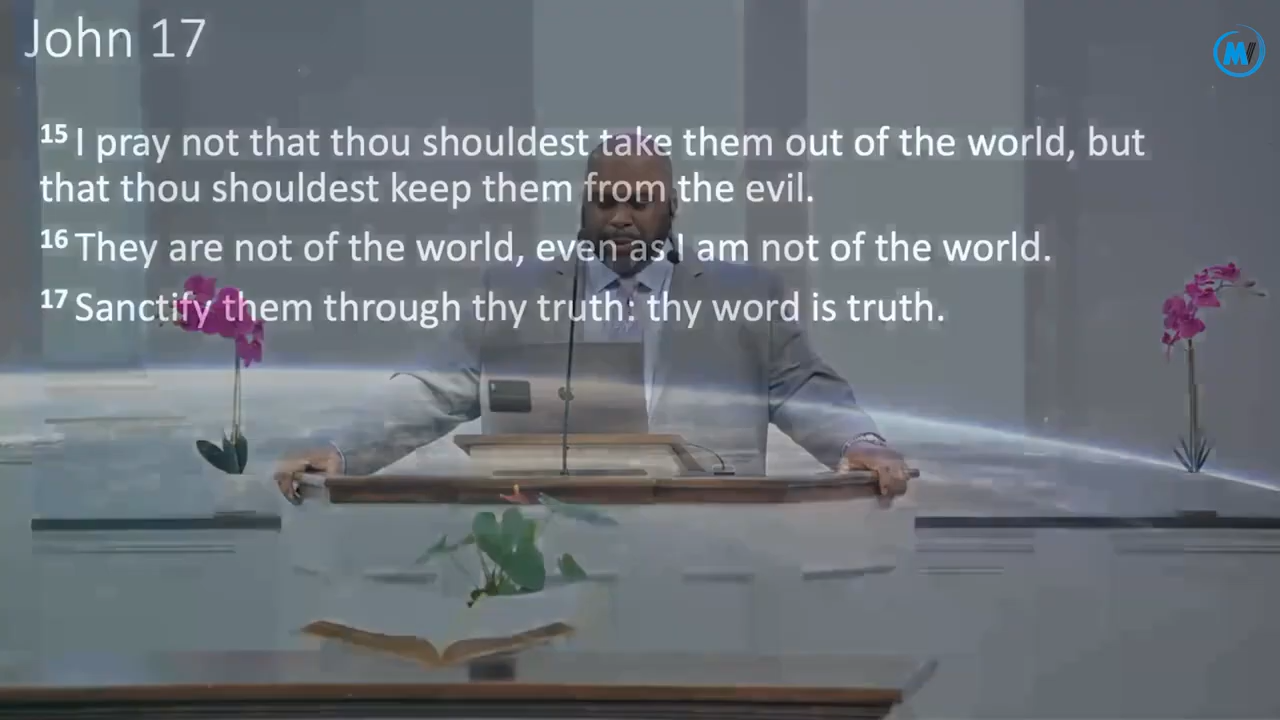 John 17
15 I pray not that thou shouldest take them out of the world, but
that thou shouldest keep them from the evil.
16 They are not of the world, even as I am not of the world.
17 Sanctify them through thy truth: thy word is truth.
MV